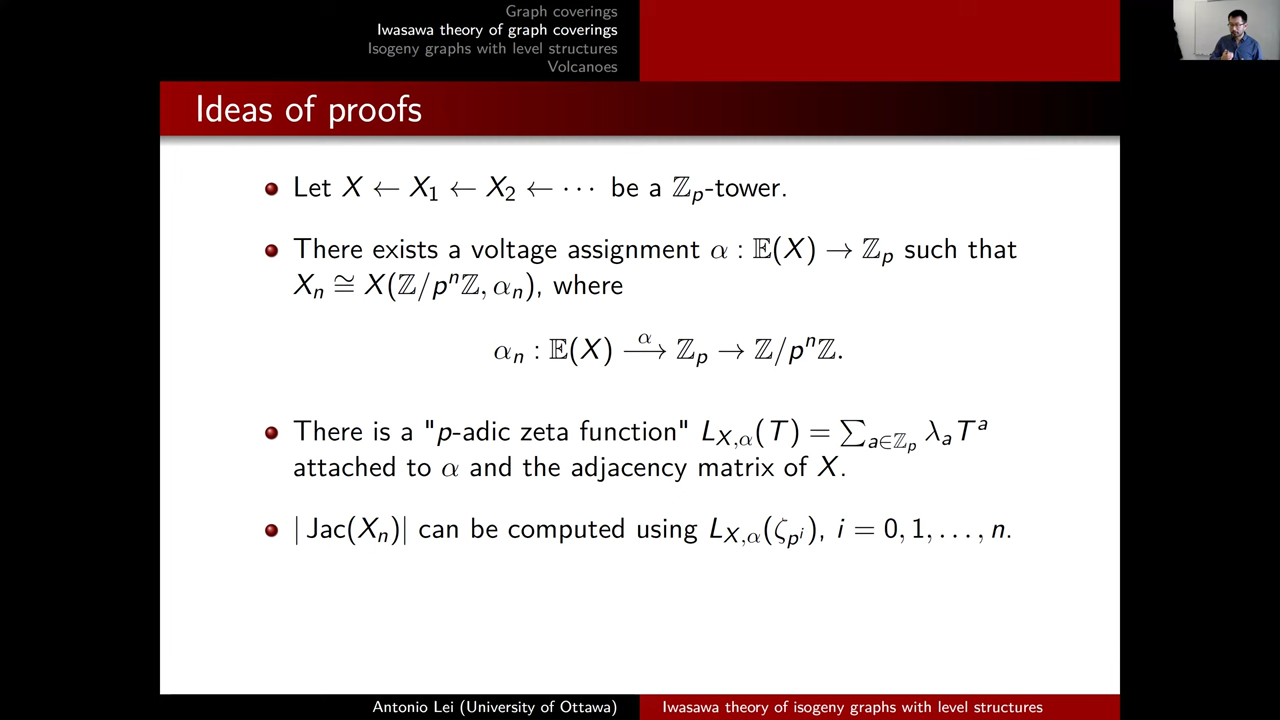 Graph coverings
Iwasawa theory of graph coverings
Isogeny graphs with level structures
Volcanoes
Ideas of proofs
Let X ← X₁ ← X₂ ← ⋯ be a ℤₚ-tower.
There exists a voltage assignment α : 𝔼(X) → ℤₚ such that
Xₙ ≅ X(ℤ/pⁿℤ, αₙ), where
αₙ : 𝔼(X) —α→ ℤₚ → ℤ/pⁿℤ.
There is a "p-adic zeta function" L_{X,α}(T) = ∑_{a∈ℤₚ} λₐTᵃ
attached to α and the adjacency matrix of X.
| Jac(Xₙ)| can be computed using L_{X,α}(ζ_{pⁱ}), i = 0, 1, . . . , n.
Antonio Lei (University of Ottawa)
Iwasawa theory of isogeny graphs with level structures